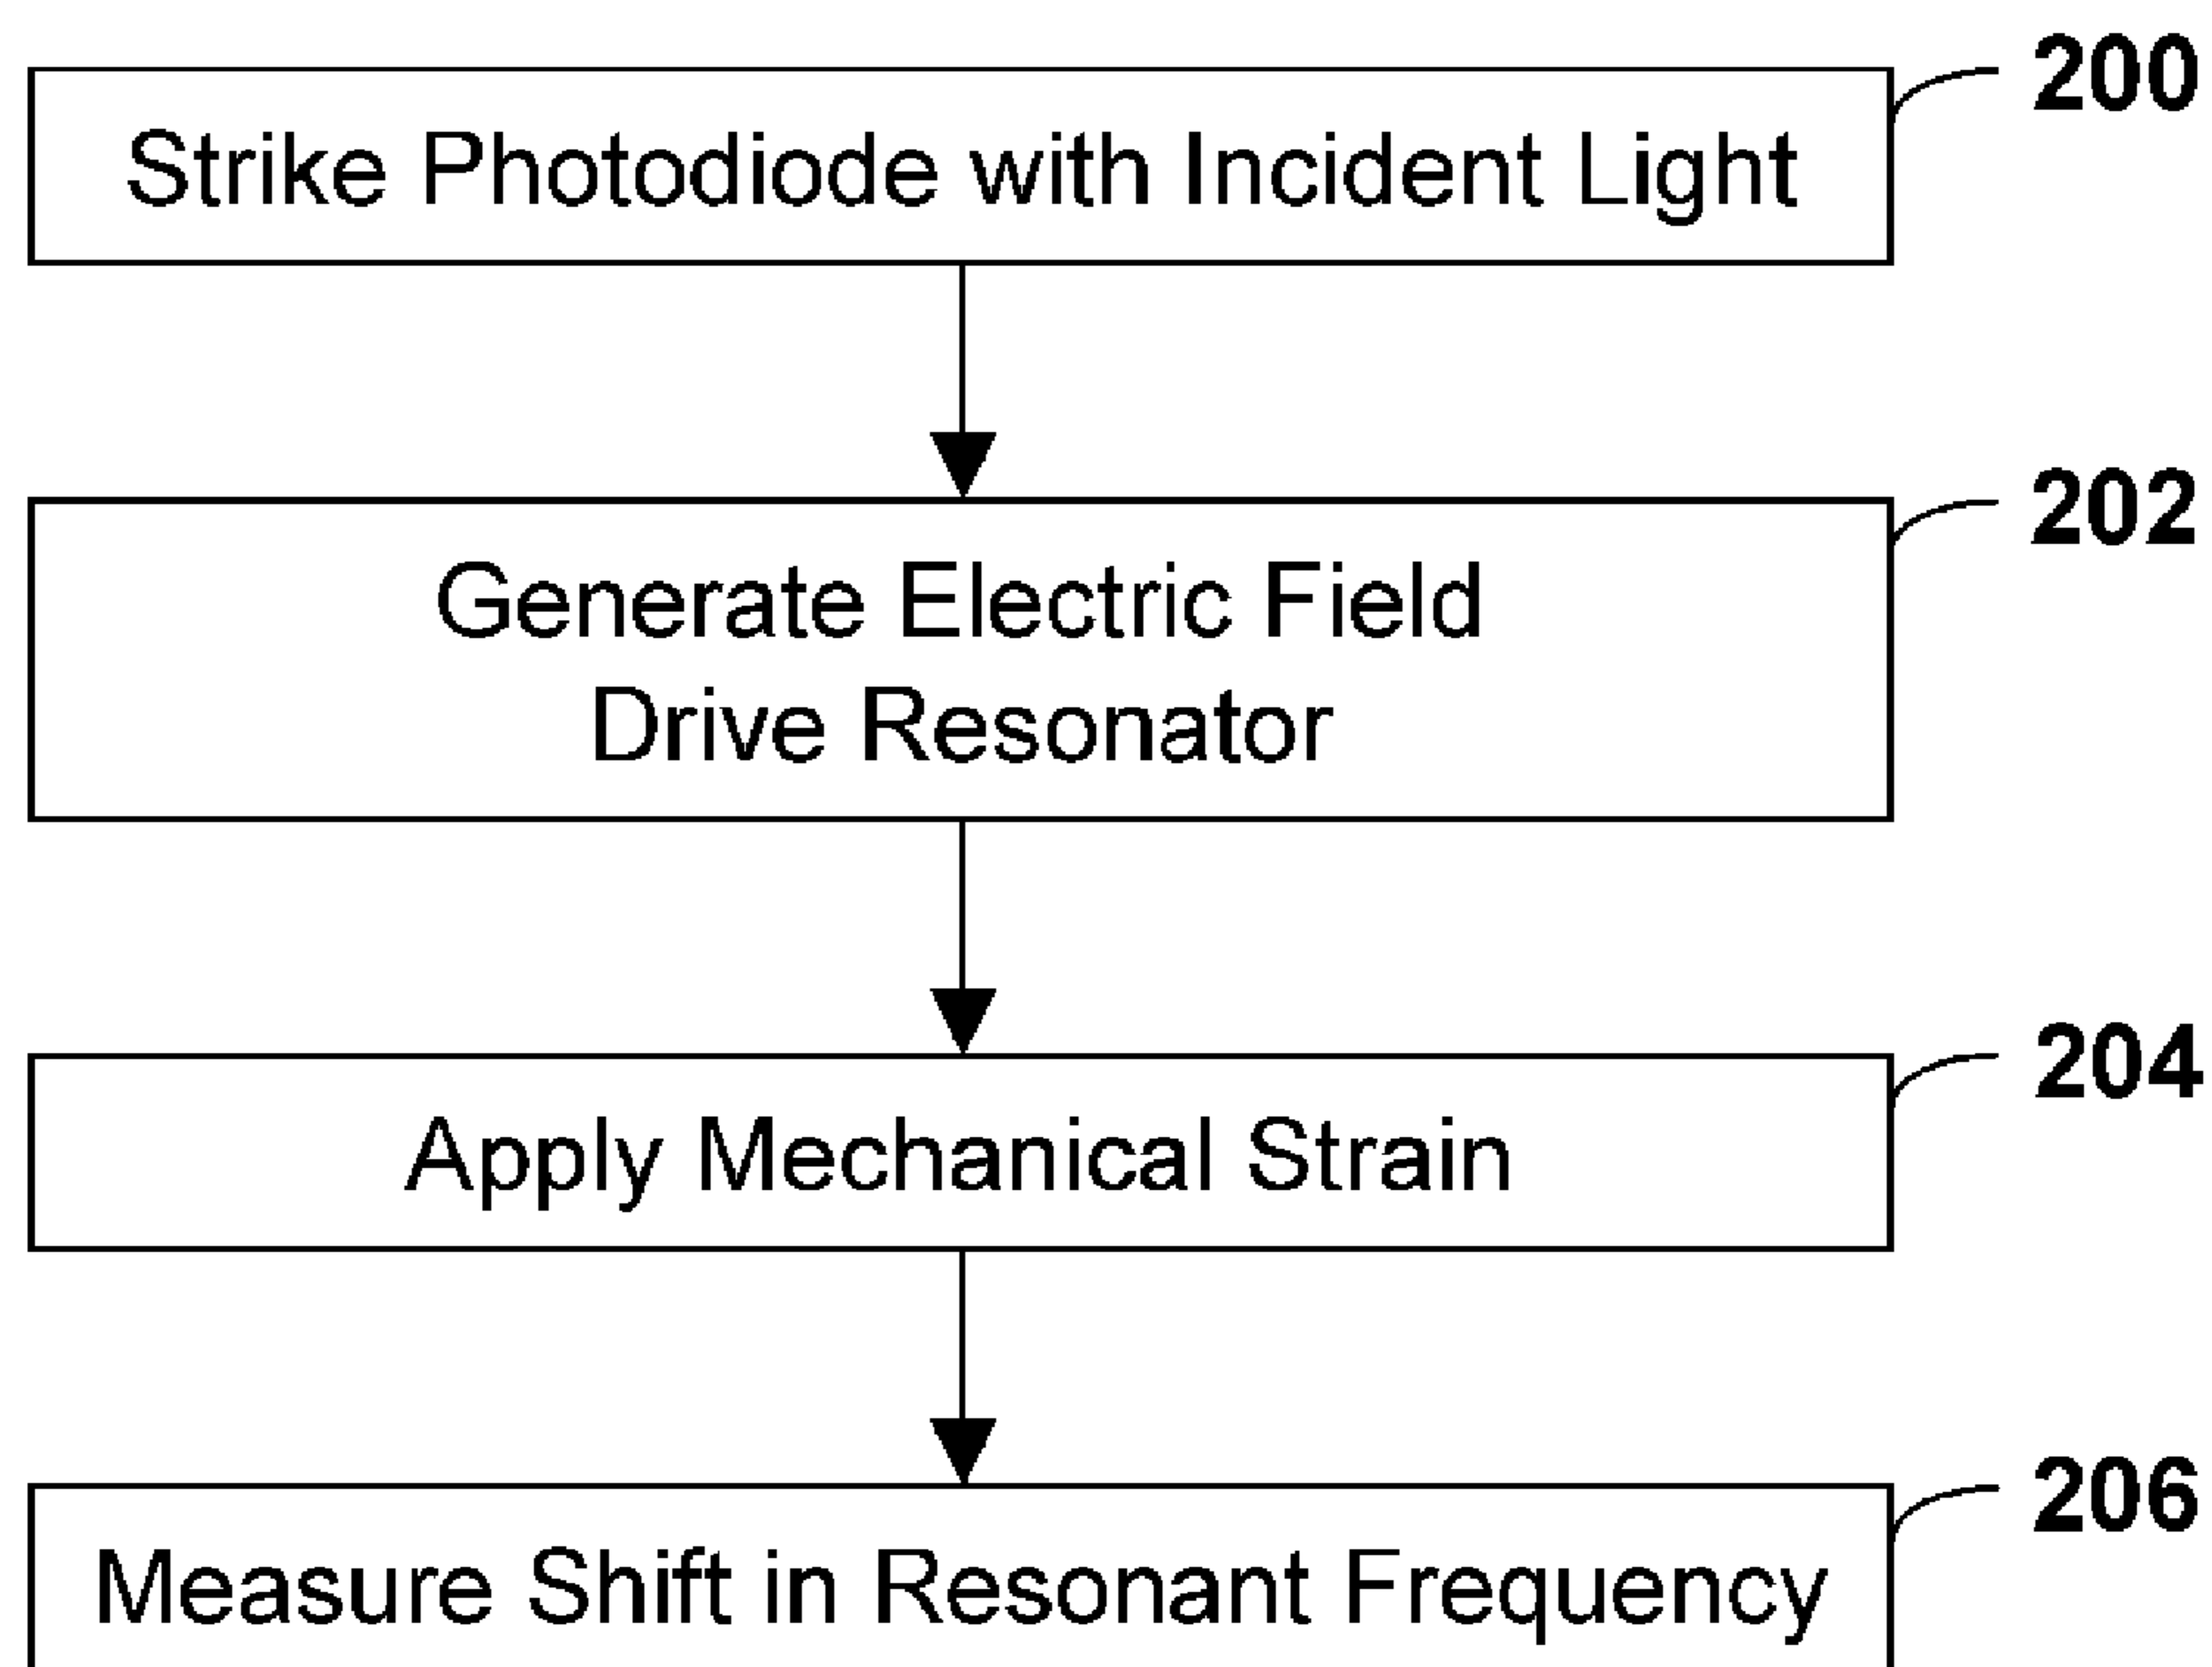 200
Strike Photodiode with Incident Light
202
Generate Electric Field
Drive Resonator
204
Apply Mechanical Strain
206
Measure Shift in Resonant Frequency